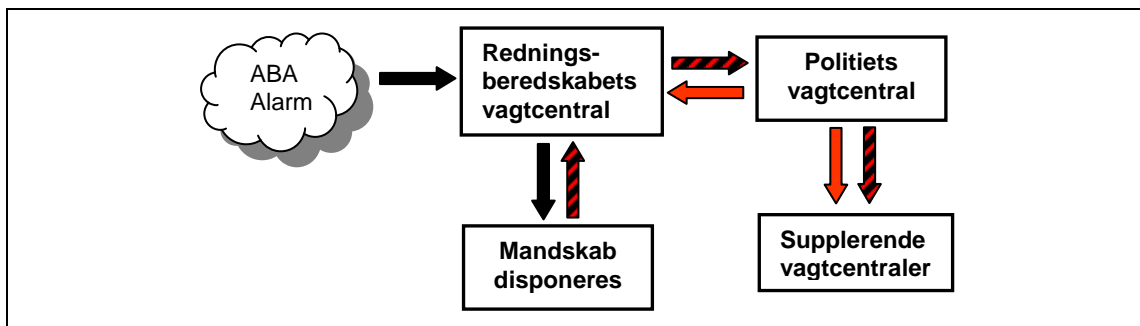 ABA
Alarm
Rednings-
beredskabets
vagtcentral
Politiets
vagtcentral
Mandskab
disponeres
Supplerende
vagtcentraler